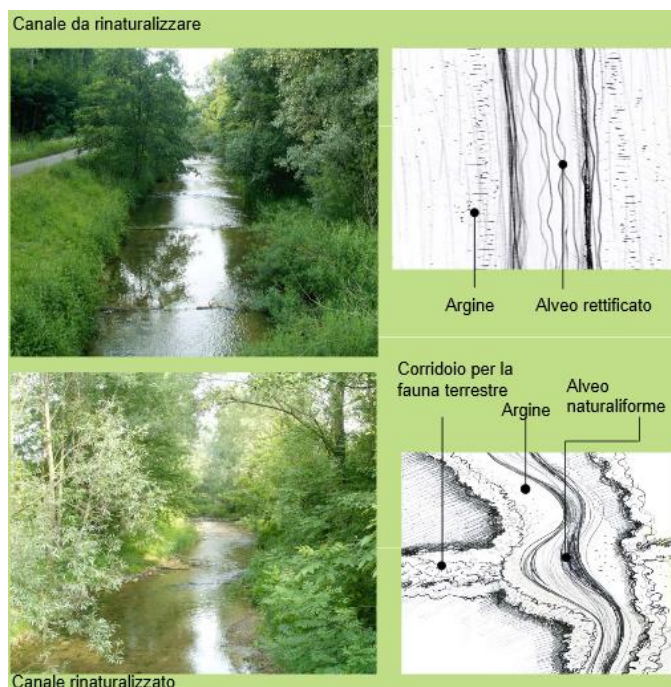 Canale da rinaturalizzare
Argine
Alveo rettificato
Corridoio per la
fauna terrestre
Argine
Alveo
naturaliforme
Canale rinaturalizzato